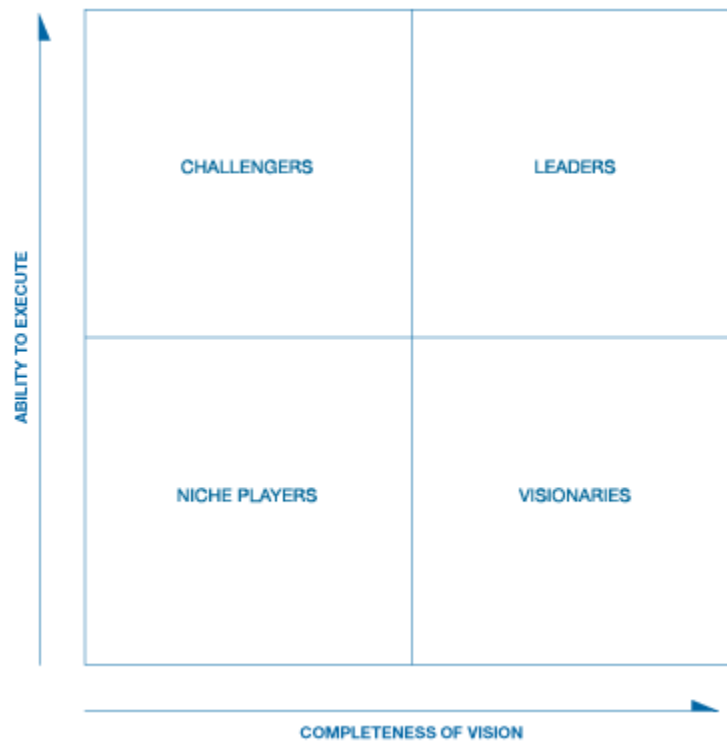 CHALLENGERS
LEADERS
ABILITY TO EXECUTE
NICHE PLAYERS
VISIONARIES
COMPLETENESS OF VISION